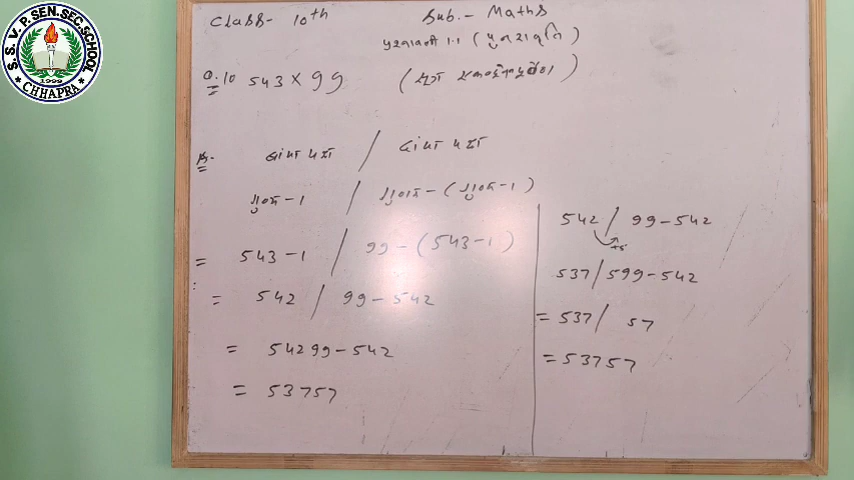 S. S. V. P. SEN. SEC. SCHOOL
1999
CHHAPRA
Class- 10th Sub.- Maths
प्रश्नावली 1.1 (पुनरावृत्ति)
Q.10 543 × 99 (सूत्र एकन्यूनेनपूर्वेण)
बायां पक्ष / दायां पक्ष
गुण्य-1 / गुणक-(गुण्य-1)
= 543-1 / 99-(543-1)
= 542 / 99-542
= 54299-542
= 53757
542 / 99-542
+5
537/599-542
= 537/ 57
= 53757